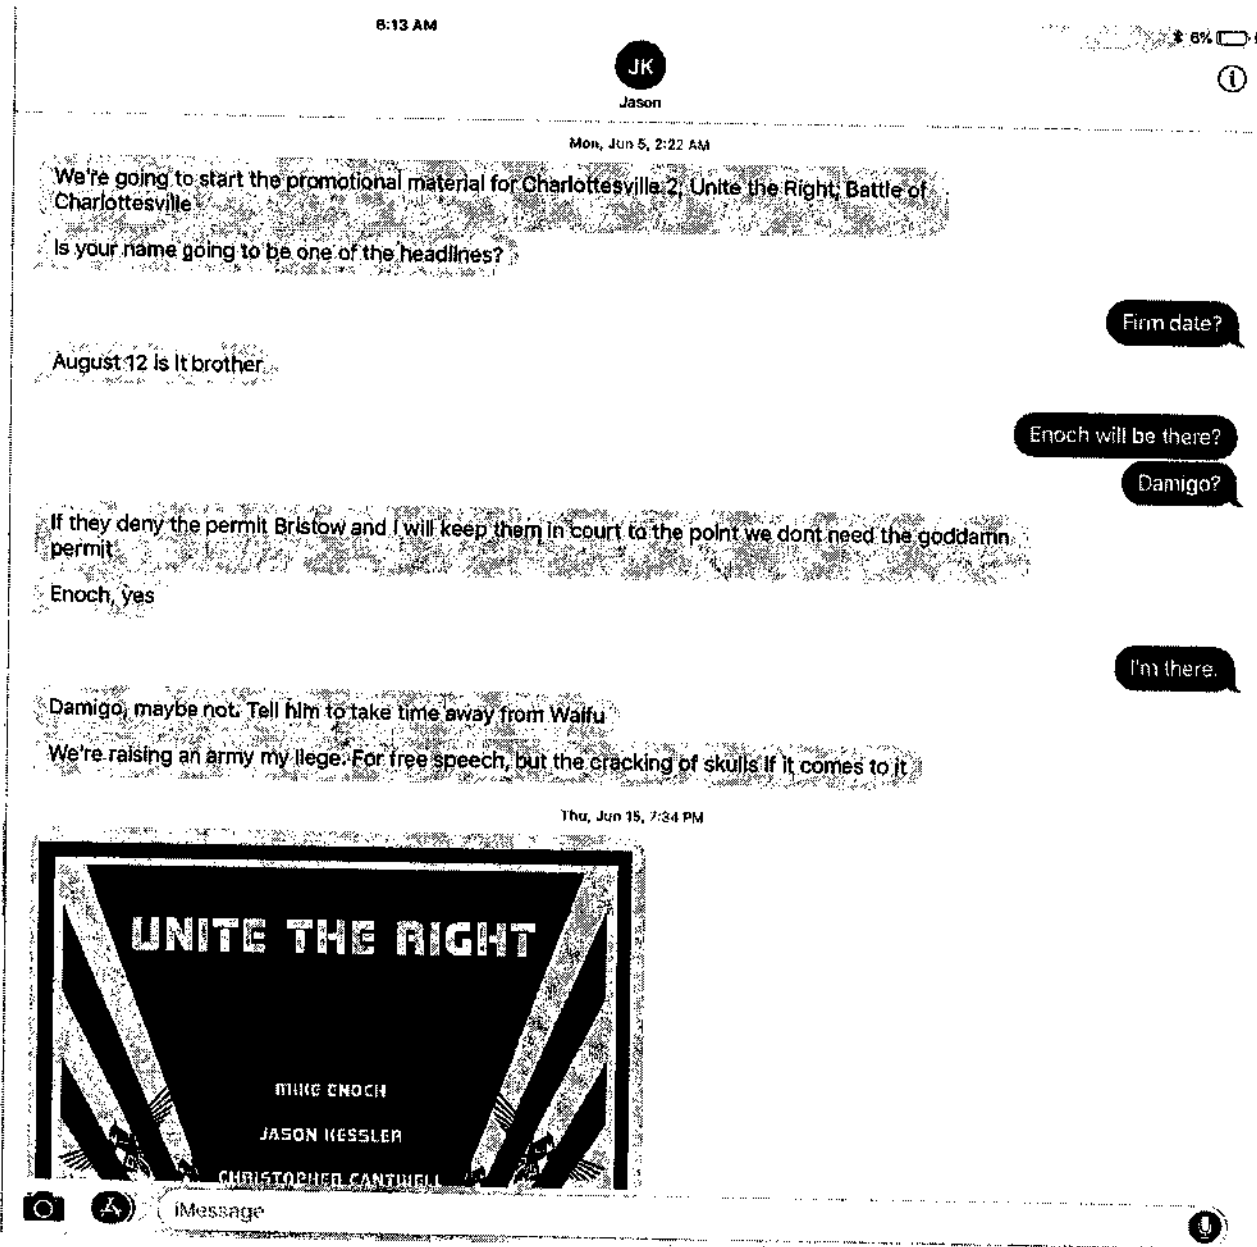 6:13 AM
6%
JK
Jason
Mon, Jun 5, 2:22 AM
We're going to start the promotional material for Charlottesville 2; Unite the Right; Battle of
Charlottesville
Is your name going to be one of the headlines?
Firm date?
August 12 is it brother
Enoch will be there?
Damigo?
If they deny the permit Bristow and I will keep them in court to the point we dont need the goddamn
permit
Enoch, yes
I'm there.
Damigo, maybe not. Tell him to take time away from Waifu
We're raising an army my liege. For free speech, but the cracking of skulls if it comes to it
Thu, Jun 15, 7:34 PM
UNITE THE RIGHT
MIKE ENOCH
JASON KESSLER
CHRISTOPHER CANTWELL
iMessage